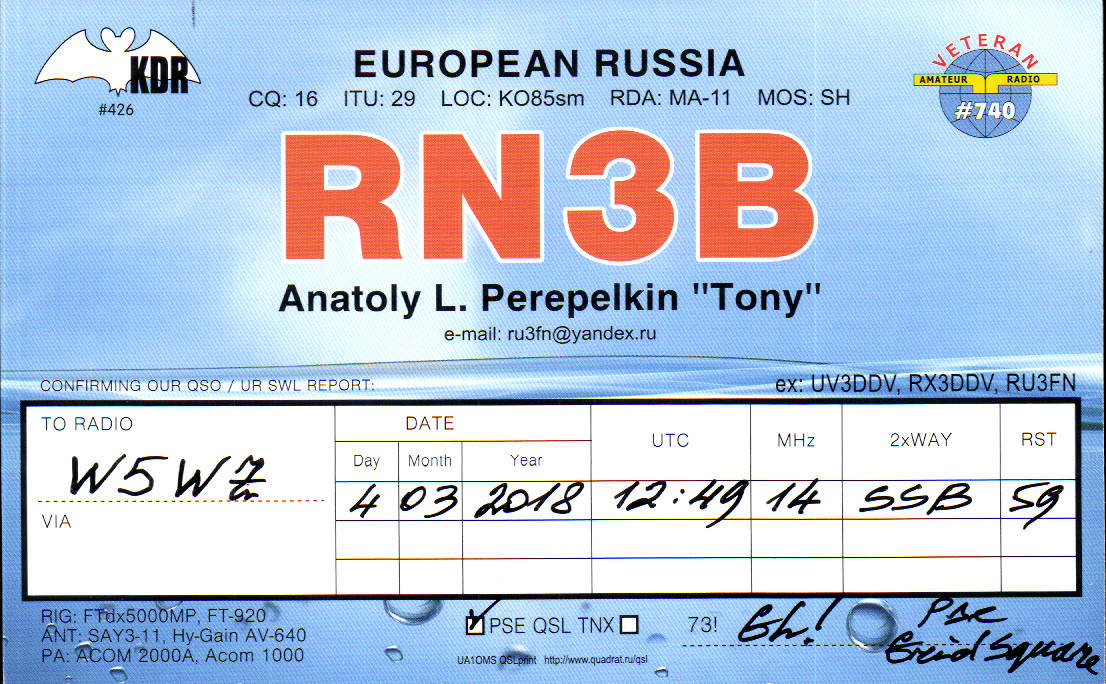 KDR
#426
EUROPEAN RUSSIA
CQ: 16 ITU: 29 LOC: KO85sm RDA: MA-11 MOS: SH
VETERAN
AMATEUR RADIO
#740
RN3B
Anatoly L. Perepelkin "Tony"
e-mail: ru3fn@yandex.ru
CONFIRMING OUR QSO / UR SWL REPORT:
ex: UV3DDV, RX3DDV, RU3FN
TO RADIO
DATE
UTC
MHz
2xWAY
RST
Day Month Year
W5WZ
4 03 2018 12:49 14 SSB 59
VIA
RIG: FTdx5000MP, FT-920
ANT: SAY3-11, Hy-Gain AV-640
PA: ACOM 2000A, Acom 1000
PSE QSL TNX
73!
PSE
Square
UA1OMS QSLprint http://www.quadrat.ru/qsl